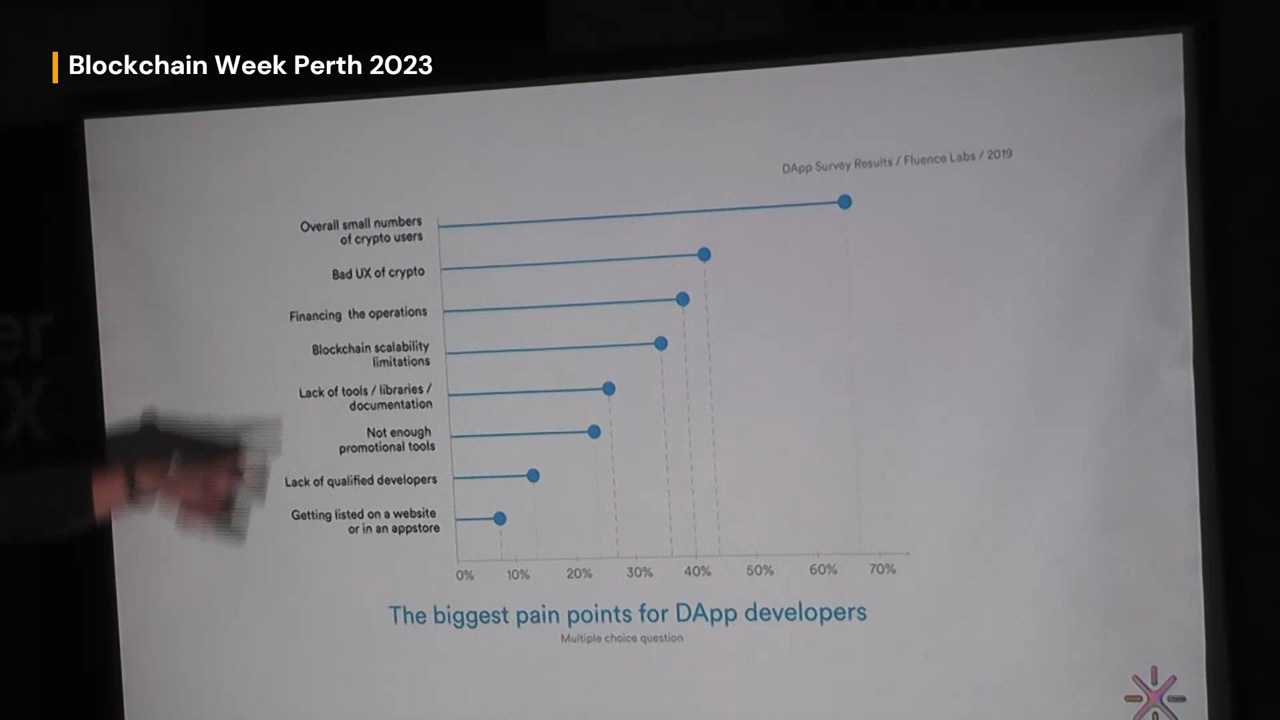 Blockchain Week Perth 2023
DApp Survey Results / Fluence Labs / 2019
Overall small numbers
of crypto users
Bad UX of crypto
Financing the operations
Blockchain scalability
limitations
Lack of tools / libraries /
documentation
Not enough
promotional tools
Lack of qualified developers
Getting listed on a website
or in an appstore
0% 10% 20% 30% 40% 50% 60% 70%
The biggest pain points for DApp developers
Multiple choice question
er
X